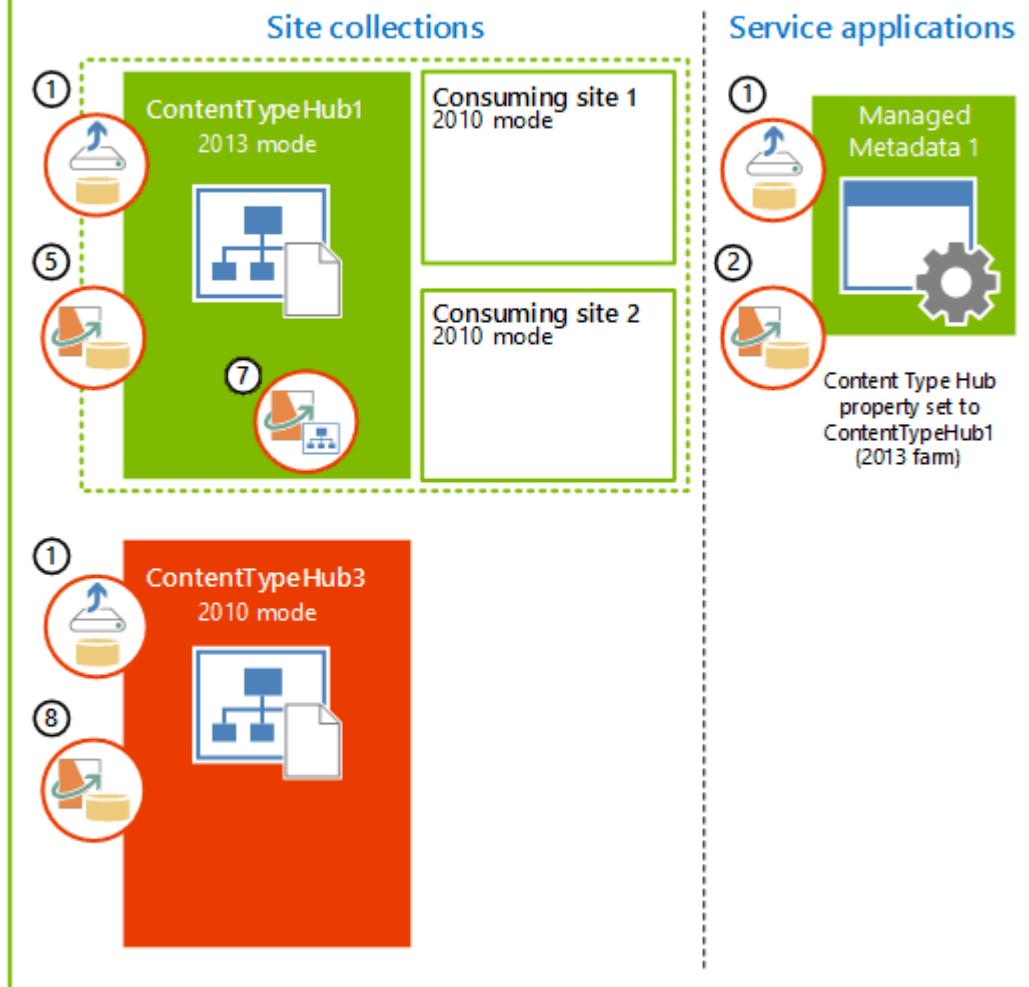 Site collections
Service applications
1
ContentTypeHub1
2013 mode
5
7
Consuming site 1
2010 mode
Consuming site 2
2010 mode
1
Managed
Metadata 1
2
Content Type Hub
property set to
ContentTypeHub1
(2013 farm)
1
ContentTypeHub3
2010 mode
8